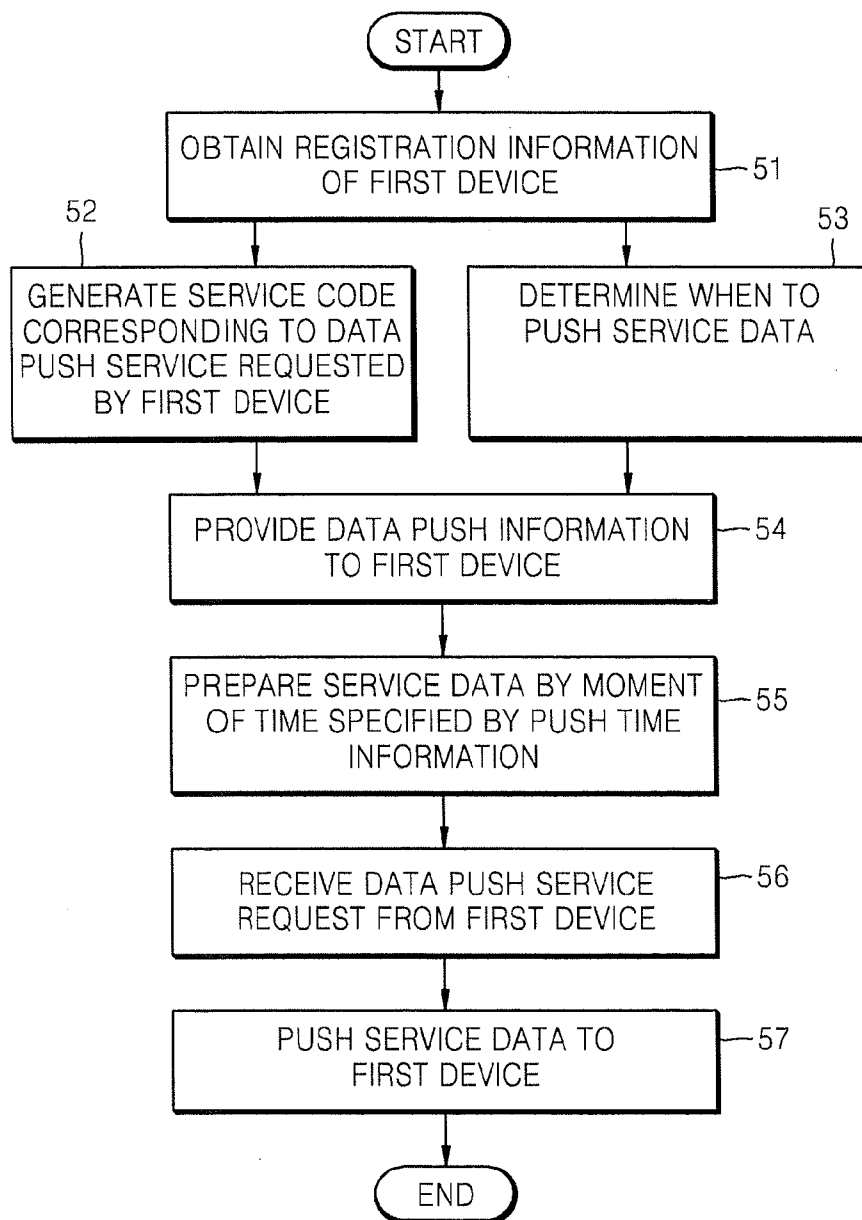 START
OBTAIN REGISTRATION INFORMATION
OF FIRST DEVICE
51
52
GENERATE SERVICE CODE
CORRESPONDING TO DATA
PUSH SERVICE REQUESTED
BY FIRST DEVICE
53
DETERMINE WHEN TO
PUSH SERVICE DATA
PROVIDE DATA PUSH INFORMATION
TO FIRST DEVICE
54
PREPARE SERVICE DATA BY MOMENT
OF TIME SPECIFIED BY PUSH TIME
INFORMATION
55
RECEIVE DATA PUSH SERVICE
REQUEST FROM FIRST DEVICE
56
PUSH SERVICE DATA TO
FIRST DEVICE
57
END